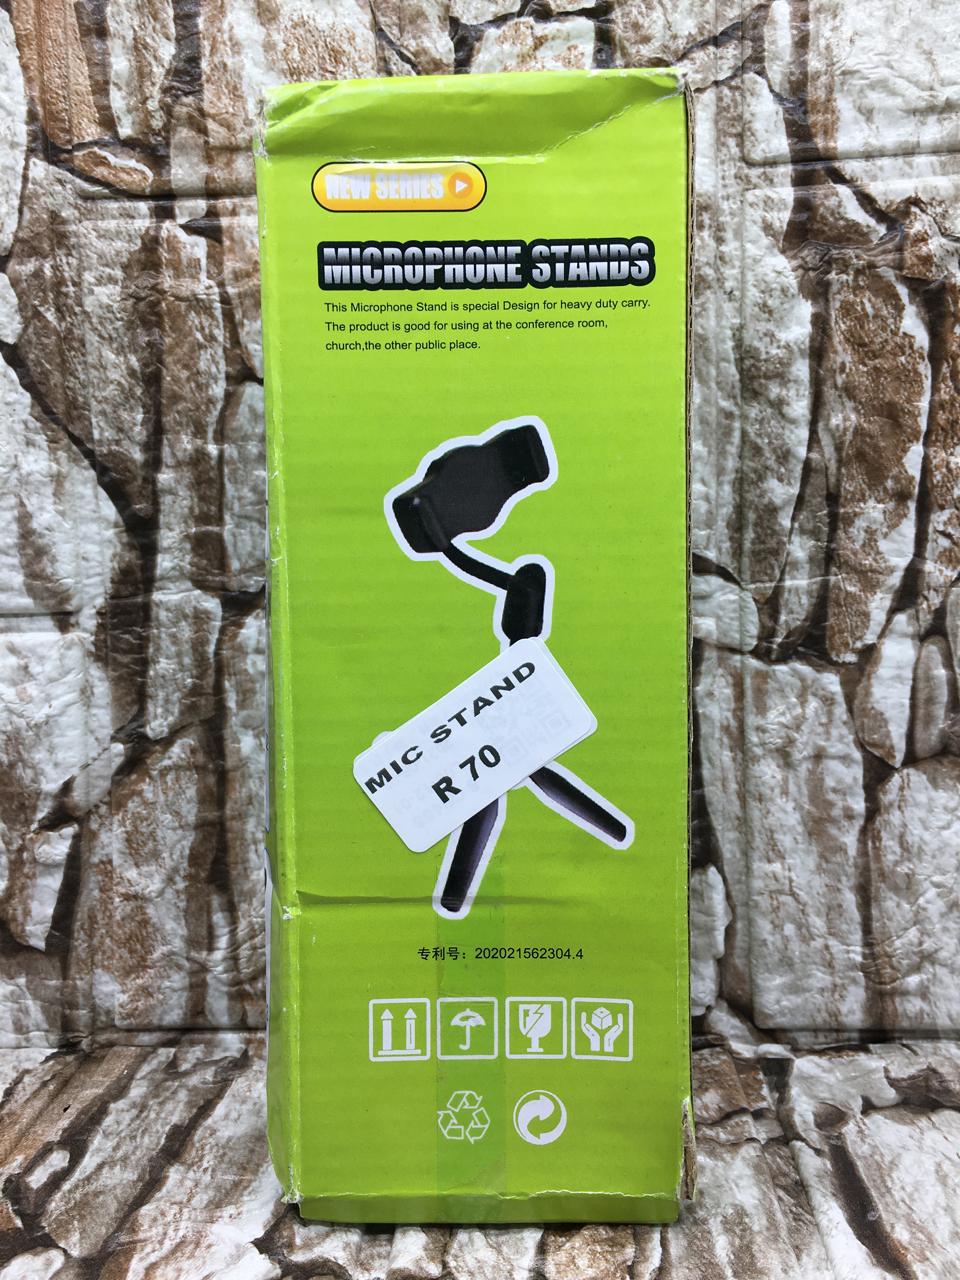 NEW SERIES
MICROPHONE STANDS
This Microphone Stand is special Design for heavy duty carry.
The product is good for using at the conference room,
church,the other public place.
MIC STAND
R 70
专利号：202021562304.4